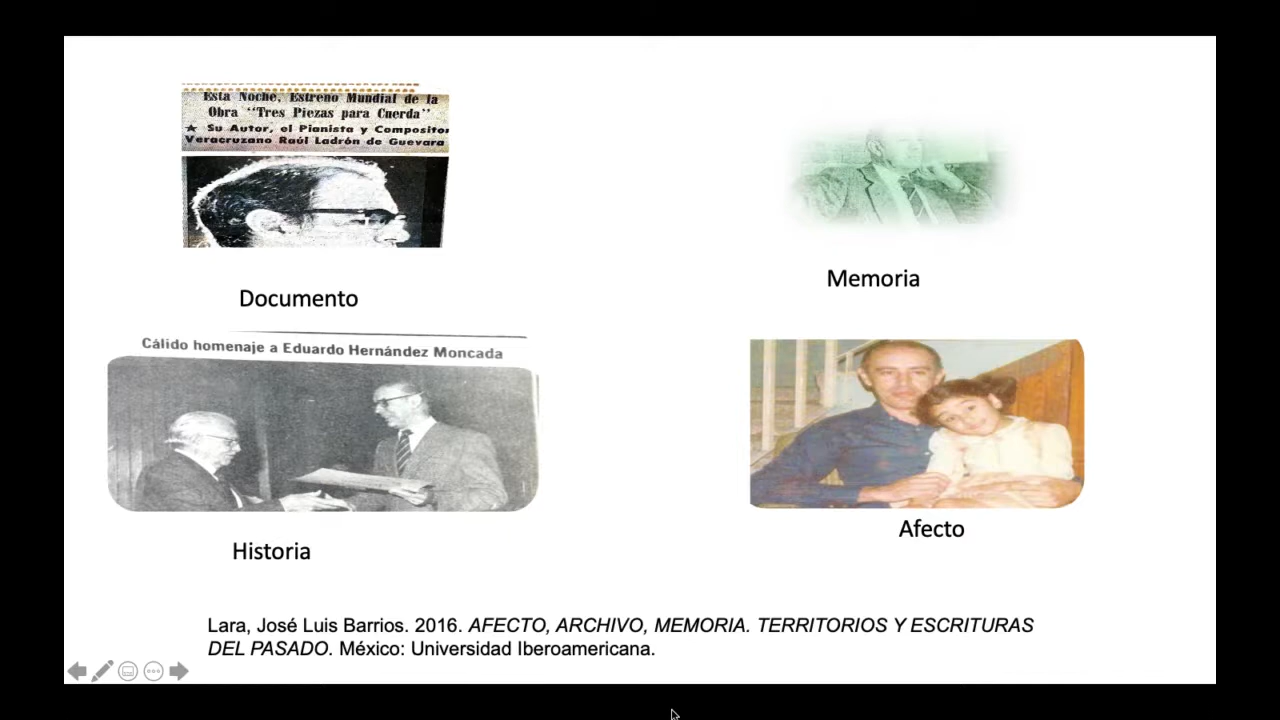 Esta Noche, Estreno Mundial de la
Obra "Tres Piezas para Cuerda"
★ Su Autor, el Pianista y Compositor
Veracruzano Raúl Ladrón de Guevara
Documento
Memoria
Cálido homenaje a Eduardo Hernández Moncada
Historia
Afecto
Lara, José Luis Barrios. 2016. AFECTO, ARCHIVO, MEMORIA. TERRITORIOS Y ESCRITURAS
DEL PASADO. México: Universidad Iberoamericana.